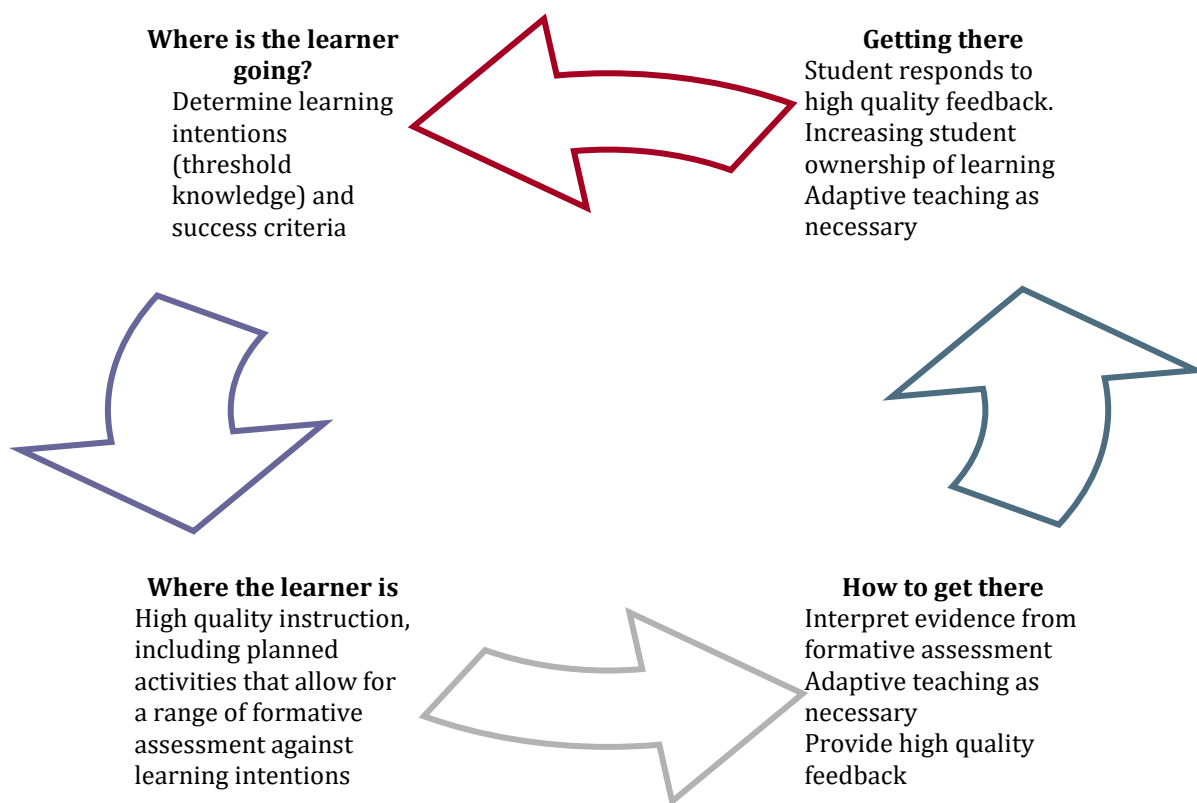 Where is the learner
going?
Determine learning
intentions
(threshold
knowledge) and
success criteria
Getting there
Student responds to
high quality feedback.
Increasing student
ownership of learning
Adaptive teaching as
necessary
Where the learner is
High quality instruction,
including planned
activities that allow for
a range of formative
assessment against
learning intentions
How to get there
Interpret evidence from
formative assessment
Adaptive teaching as
necessary
Provide high quality
feedback